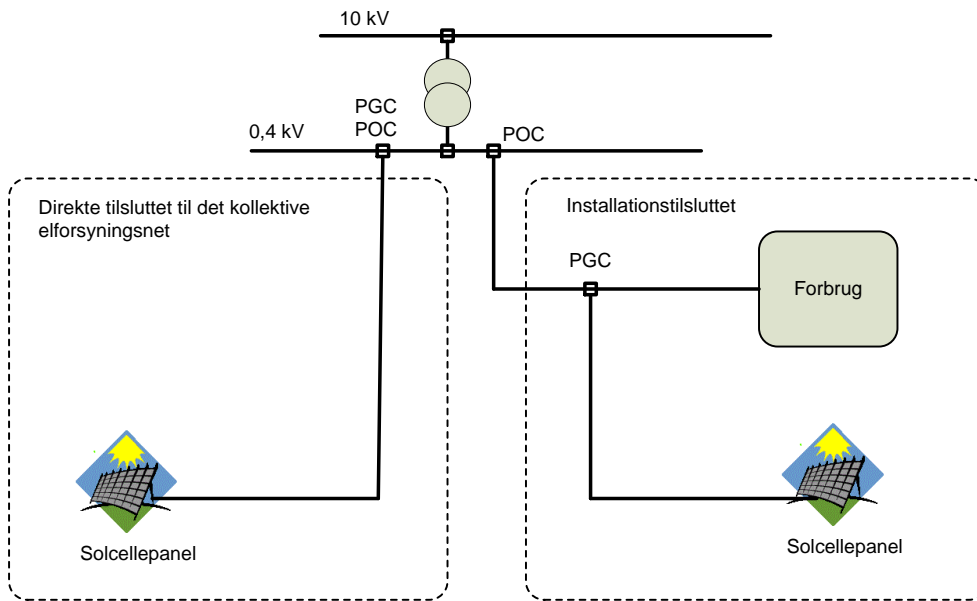 10 kV
PGC
0,4 kV
POC
POC
Direkte tilsluttet til det kollektive
elforsyningsnet
Installationstilsluttet
PGC
Forbrug
Solcellepanel
Solcellepanel